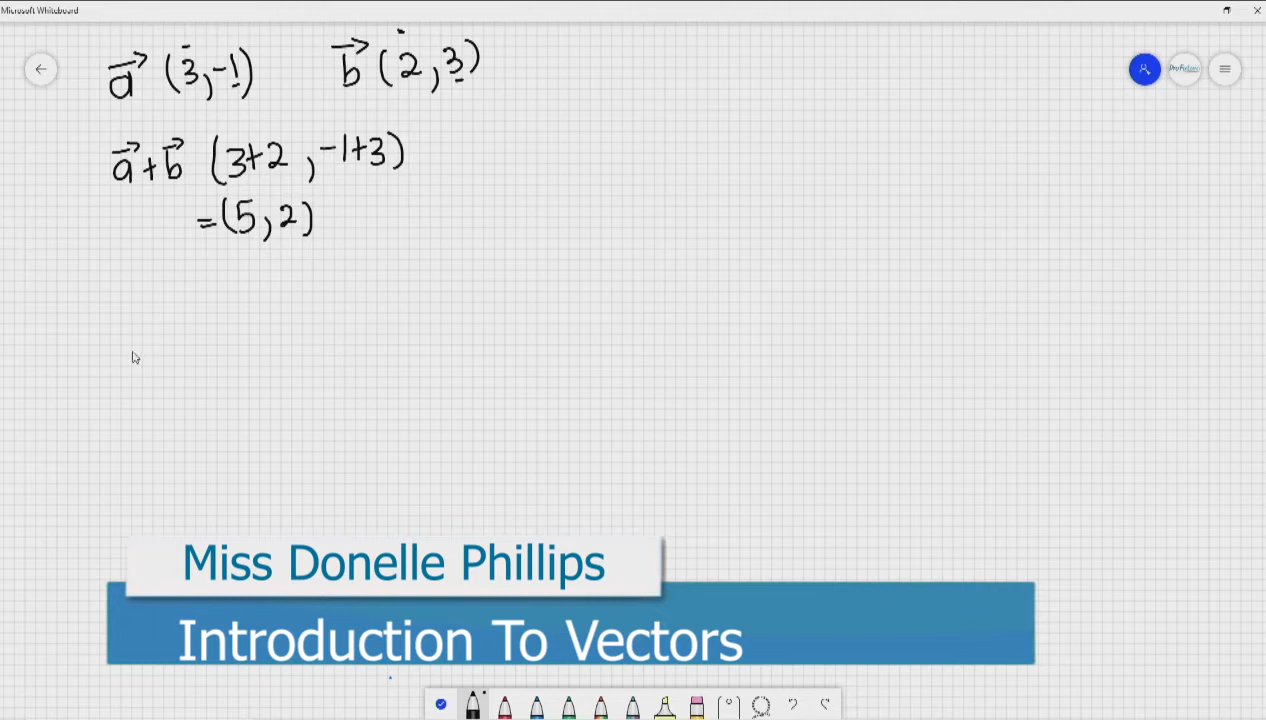 Microsoft Whiteboard
a⃗ (3,-1) b⃗ (2,3)
a⃗+b⃗ (3+2 ,-1+3)
=(5,2)
Miss Donelle Phillips
Introduction To Vectors